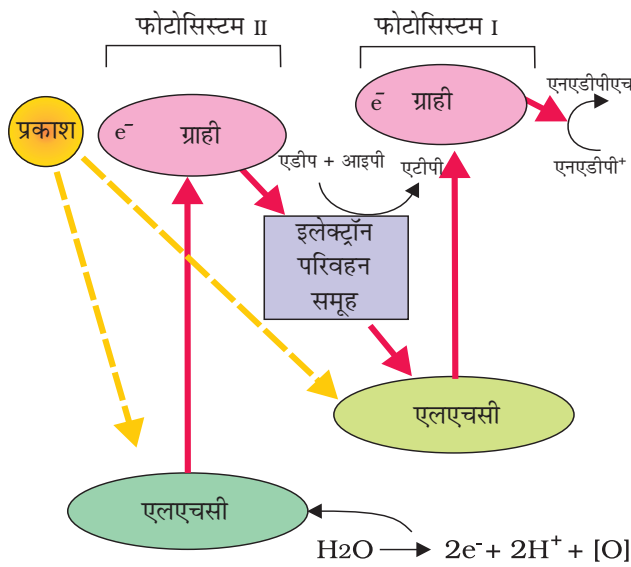 फोटोसिस्टम II
फोटोसिस्टम I
प्रकाश
e⁻ ग्राही
e⁻ ग्राही
एनएडीपीएच
एनएडीपी⁺
एडीप + आइपी
एटीपी
इलेक्ट्रॉन
परिवहन
समूह
एलएचसी
एलएचसी
H2O → 2e⁻ + 2H⁺ + [O]